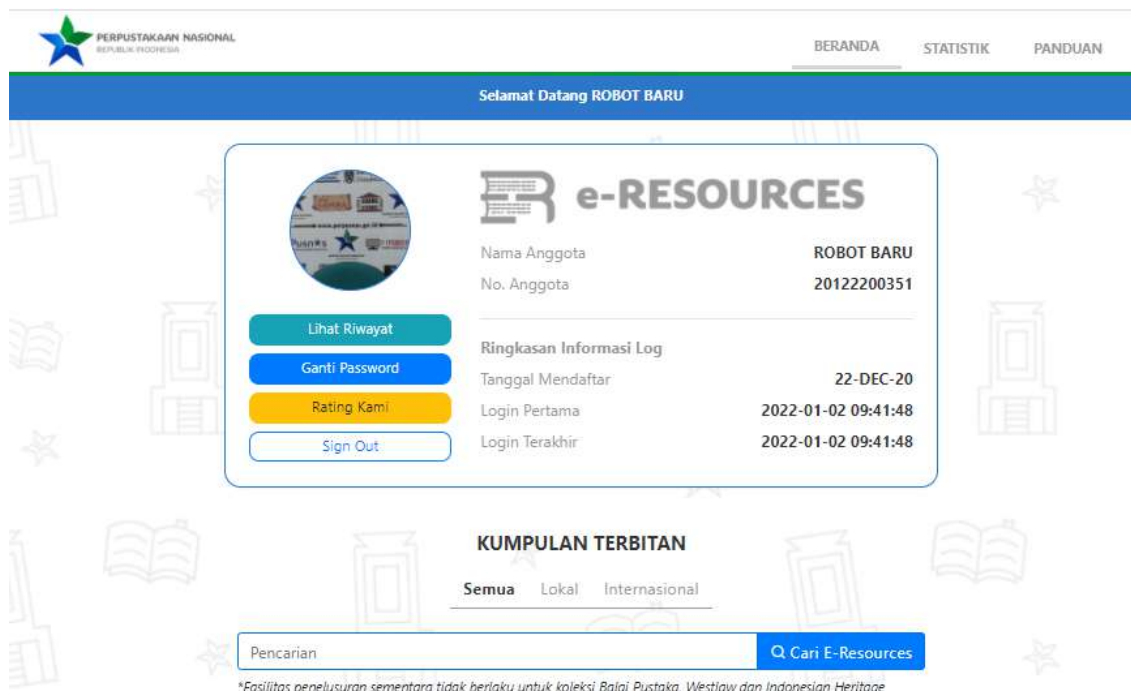 PERPUSTAKAAN NASIONAL
REPUBLIK INDONESIA
BERANDA STATISTIK PANDUAN
Selamat Datang ROBOT BARU
e-RESOURCES
Nama Anggota ROBOT BARU
No. Anggota 20122200351
Lihat Riwayat
Ganti Password
Rating Kami
Sign Out
Ringkasan Informasi Log
Tanggal Mendaftar 22-DEC-20
Login Pertama 2022-01-02 09:41:48
Login Terakhir 2022-01-02 09:41:48
KUMPULAN TERBITAN
Semua Lokal Internasional
Pencarian Cari E-Resources
*Fasilitas penelusuran sementara tidak berlaku untuk koleksi Balai Pustaka, Westlaw dan Indonesian Heritage